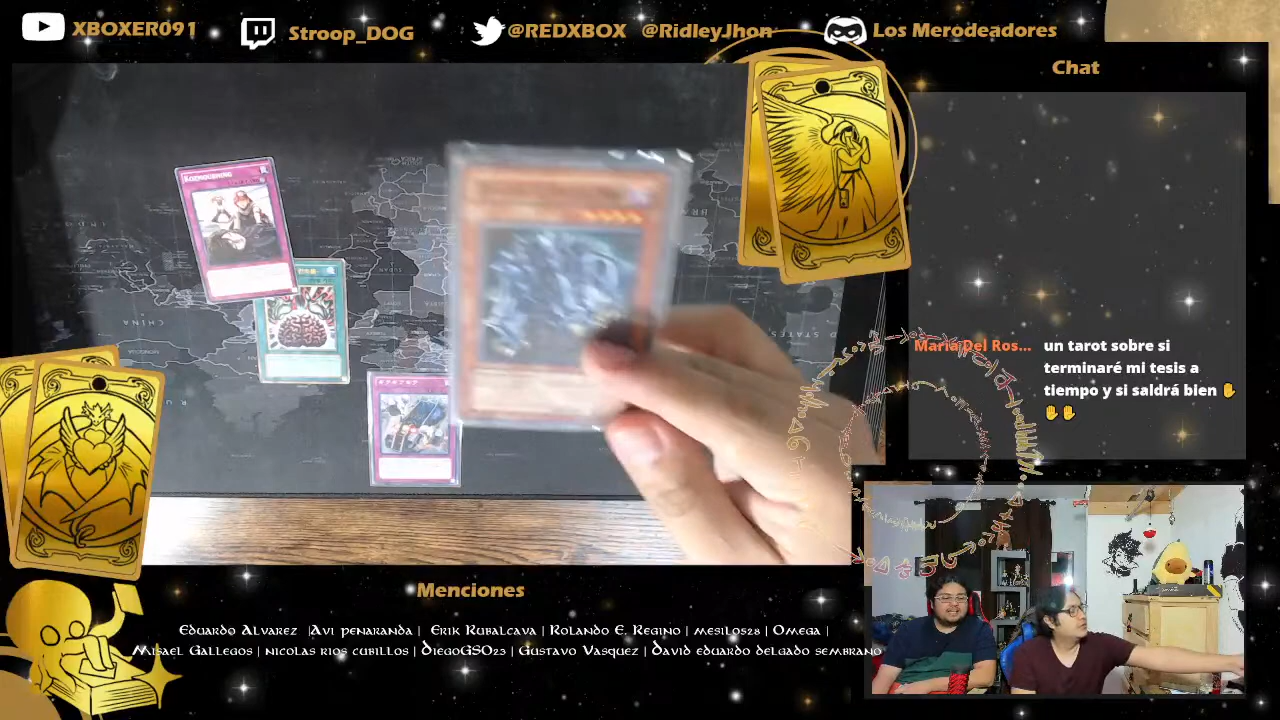 XBOXER091
Stroop_DOG
@REDXBOX @RidleyJhon
Los Merodeadores
Chat
Maria Del Ros... un tarot sobre si
terminaré mi tesis a
tiempo y si saldrá bien ✋
✋✋
Menciones
Eduardo Alvarez |Avi penaranda | Erik Rubalcava | Rolando E. Regino | mesil0528 | Omega |
Misael Gallegos | nicolas rios cubillos | DiegoGSO23 | Gustavo Vasquez | David eduardo delgado sembrano